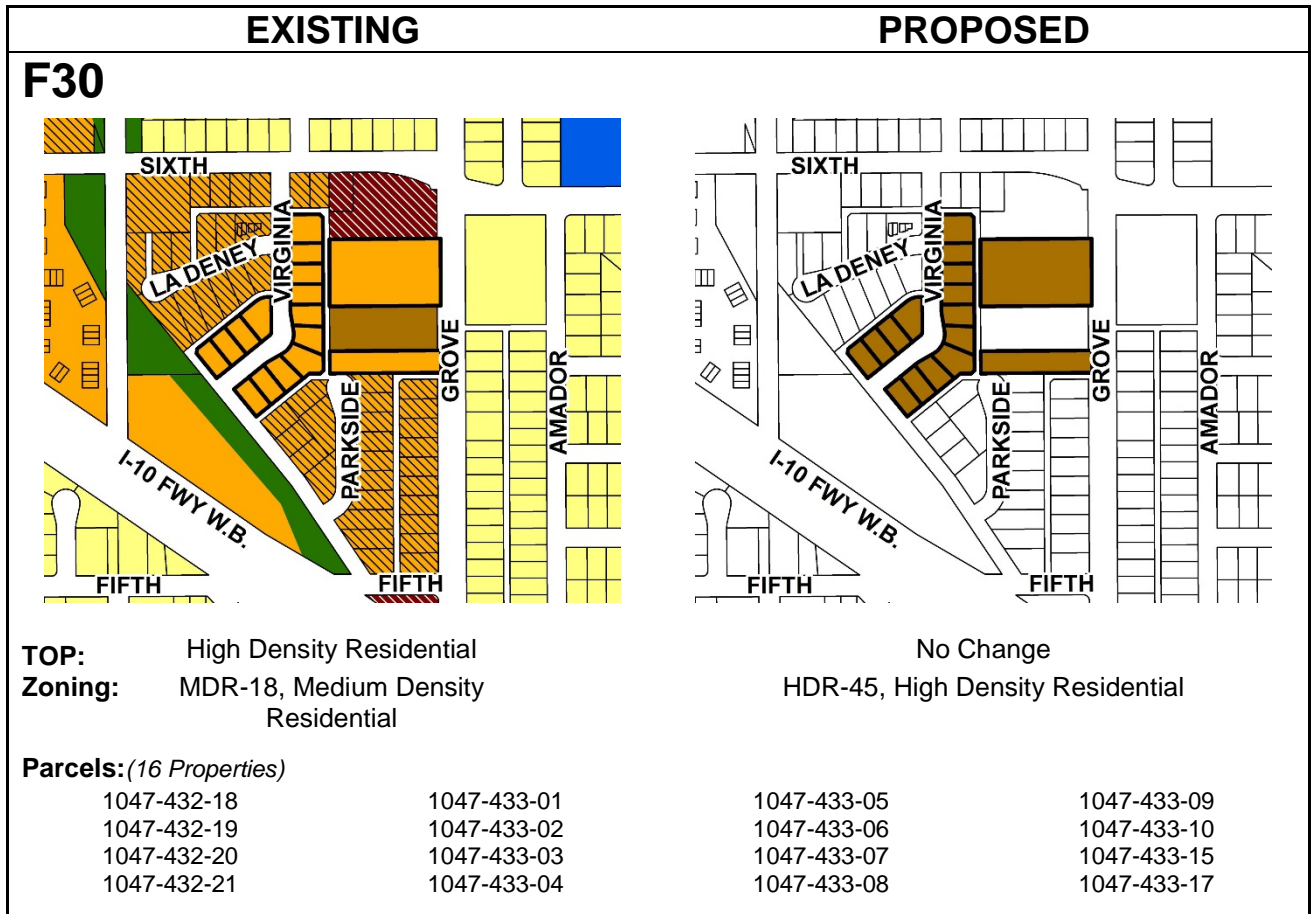 EXISTING PROPOSED
F30
SIXTH
LA DENEY
VIRGINIA
GROVE
AMADOR
PARKSIDE
I-10 FWY W.B.
FIFTH FIFTH
SIXTH
LA DENEY
VIRGINIA
GROVE
AMADOR
PARKSIDE
I-10 FWY W.B.
FIFTH FIFTH
TOP: High Density Residential No Change
Zoning: MDR-18, Medium Density HDR-45, High Density Residential
Residential
Parcels:(16 Properties)
1047-432-18 1047-433-01 1047-433-05 1047-433-09
1047-432-19 1047-433-02 1047-433-06 1047-433-10
1047-432-20 1047-433-03 1047-433-07 1047-433-15
1047-432-21 1047-433-04 1047-433-08 1047-433-17